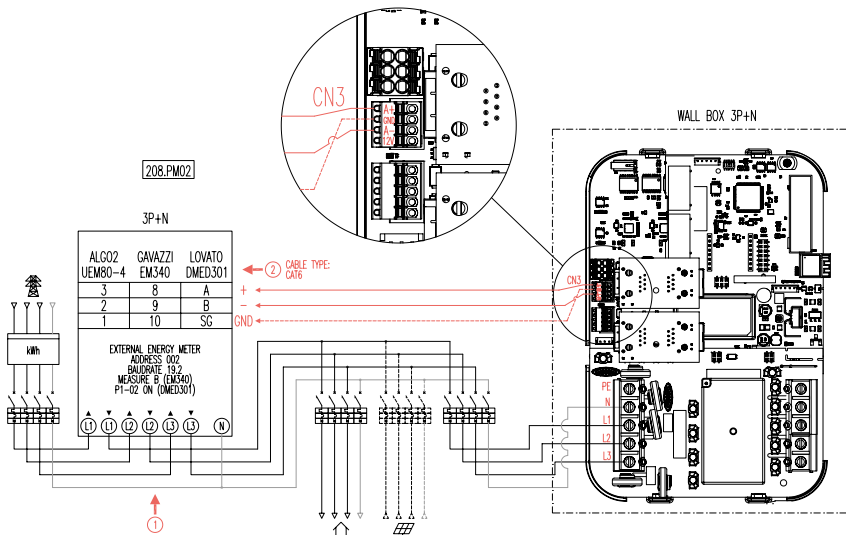 CN3
A+
GND
A-
12V
WALL BOX 3P+N
208.PM02
3P+N
ALGO2 GAVAZZI LOVATO
UEM80-4 EM340 DMED301
3 8 A +
2 9 B -
1 10 SG GND
2 CABLE TYPE:
CAT6
CN3
kWh
EXTERNAL ENERGY METER
ADDRESS 002
BAUDRATE 19.2
MEASURE B (EM340)
P1-02 ON (DMED301)
L1 L1 L2 L2 L3 L3 N
PE
N
L1
L2
L3
1